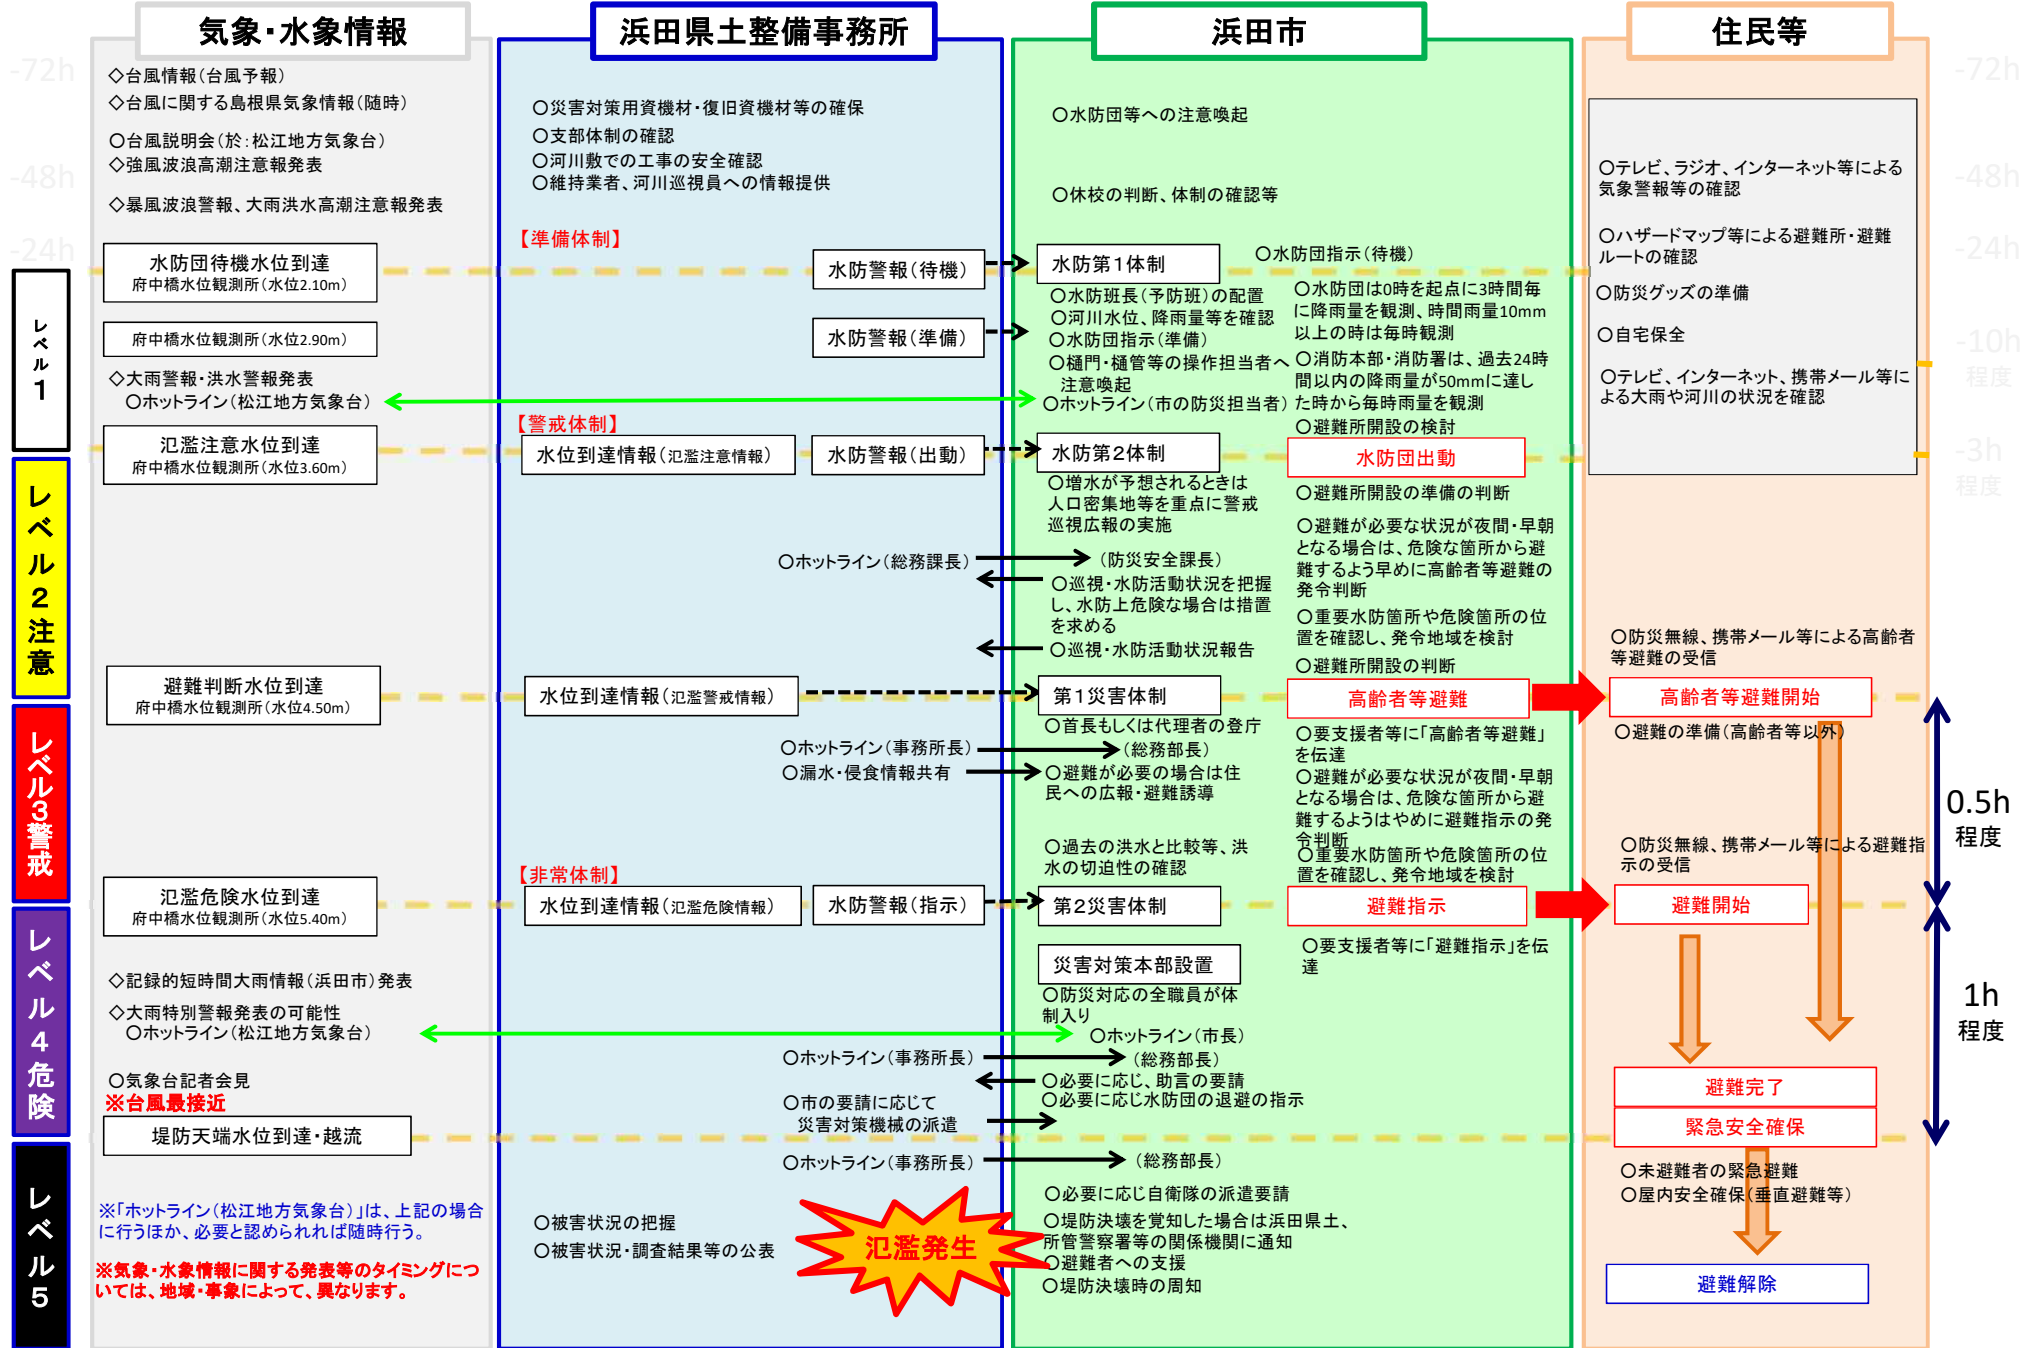 気象・水象情報
浜田県土整備事務所
浜田市
住民等
-72h
-48h
-24h
レベル1
レベル2注意
レベル3警戒
レベル4危険
レベル5
◇台風情報(台風予報)
◇台風に関する島根県気象情報(随時)
○台風説明会(於:松江地方気象台)
◇強風波浪高潮注意報発表
◇暴風波浪警報、大雨洪水高潮注意報発表
水防団待機水位到達
府中橋水位観測所(水位2.10m)
府中橋水位観測所(水位2.90m)
◇大雨警報・洪水警報発表
○ホットライン(松江地方気象台)
氾濫注意水位到達
府中橋水位観測所(水位3.60m)
避難判断水位到達
府中橋水位観測所(水位4.50m)
氾濫危険水位到達
府中橋水位観測所(水位5.40m)
◇記録的短時間大雨情報(浜田市)発表
◇大雨特別警報発表の可能性
○ホットライン(松江地方気象台)
○気象台記者会見
※台風最接近
堤防天端水位到達・越流
※「ホットライン(松江地方気象台)」は、上記の場合
に行うほか、必要と認められれば随時行う。
※気象・水象情報に関する発表等のタイミングにつ
いては、地域・事象によって、異なります。
○災害対策用資機材・復旧資機材等の確保
○支部体制の確認
○河川敷での工事の安全確認
○維持業者、河川巡視員への情報提供
【準備体制】
水防警報(待機)
水防警報(準備)
【警戒体制】
水位到達情報(氾濫注意情報)
水防警報(出動)
○ホットライン(総務課長)
水位到達情報(氾濫警戒情報)
○ホットライン(事務所長)
○漏水・侵食情報共有
【非常体制】
水位到達情報(氾濫危険情報)
水防警報(指示)
○ホットライン(事務所長)
○市の要請に応じて
災害対策機械の派遣
○ホットライン(事務所長)
○被害状況の把握
○被害状況・調査結果等の公表
氾濫発生
○水防団等への注意喚起
○休校の判断、体制の確認等
水防第1体制
○水防班長(予防班)の配置
○河川水位、降雨量等を確認
○水防団指示(準備)
○樋門・樋管等の操作担当者へ
注意喚起
○ホットライン(市の防災担当者)
水防第2体制
○増水が予想されるときは
人口密集地等を重点に警戒
巡視広報の実施
(防災安全課長)
○巡視・水防活動状況を把握
し、水防上危険な場合は措置
を求める
○巡視・水防活動状況報告
第1災害体制
○首長もしくは代理者の登庁
(総務部長)
○避難が必要の場合は住
民への広報・避難誘導
○過去の洪水と比較等、洪
水の切迫性の確認
第2災害体制
災害対策本部設置
○防災対応の全職員が体
制入り
○ホットライン(市長)
(総務部長)
○必要に応じ、助言の要請
○必要に応じ水防団の退避の指示
(総務部長)
○必要に応じ自衛隊の派遣要請
○堤防決壊を覚知した場合は浜田県土、
所管警察署等の関係機関に通知
○避難者への支援
○堤防決壊時の周知
○水防団指示(待機)
○水防団は0時を起点に3時間毎
に降雨量を観測、時間雨量10mm
以上の時は毎時観測
○消防本部・消防署は、過去24時
間以内の降雨量が50mmに達し
た時から毎時雨量を観測
○避難所開設の検討
水防団出動
○避難所開設の準備の判断
○避難が必要な状況が夜間・早朝
となる場合は、危険な箇所から避
難するよう早めに高齢者等避難の
発令判断
○重要水防箇所や危険箇所の位
置を確認し、発令地域を検討
○避難所開設の判断
高齢者等避難
○要支援者等に「高齢者等避難」
を伝達
○避難が必要な状況が夜間・早朝
となる場合は、危険な箇所から避
難するようはやめに避難指示の発
令判断
○重要水防箇所や危険箇所の位
置を確認し、発令地域を検討
避難指示
○要支援者等に「避難指示」を伝
達
○テレビ、ラジオ、インターネット等による
気象警報等の確認
○ハザードマップ等による避難所・避難
ルートの確認
○防災グッズの準備
○自宅保全
○テレビ、インターネット、携帯メール等に
よる大雨や河川の状況を確認
○防災無線、携帯メール等による高齢者
等避難の受信
高齢者等避難開始
○避難の準備(高齢者等以外)
○防災無線、携帯メール等による避難指
示の受信
避難開始
避難完了
緊急安全確保
○未避難者の緊急避難
○屋内安全確保(垂直避難等)
避難解除
-72h
-48h
-24h
-10h
程度
-3h
程度
0.5h
程度
1h
程度